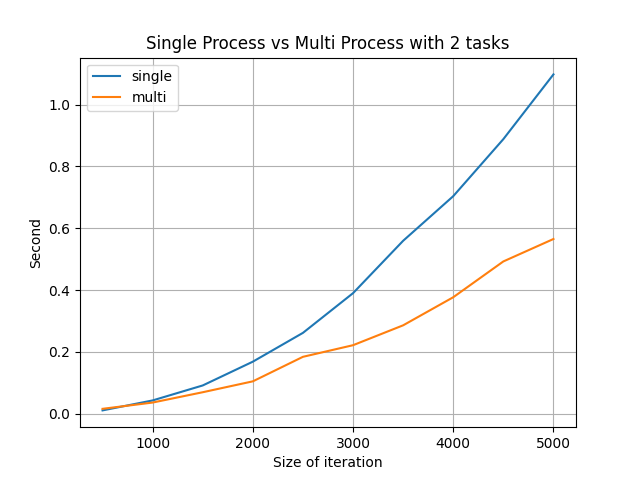 Single Process vs Multi Process with 2 tasks
single
multi
1.0
0.8
0.6
0.4
0.2
0.0
Second
1000
2000
3000
4000
5000
Size of iteration